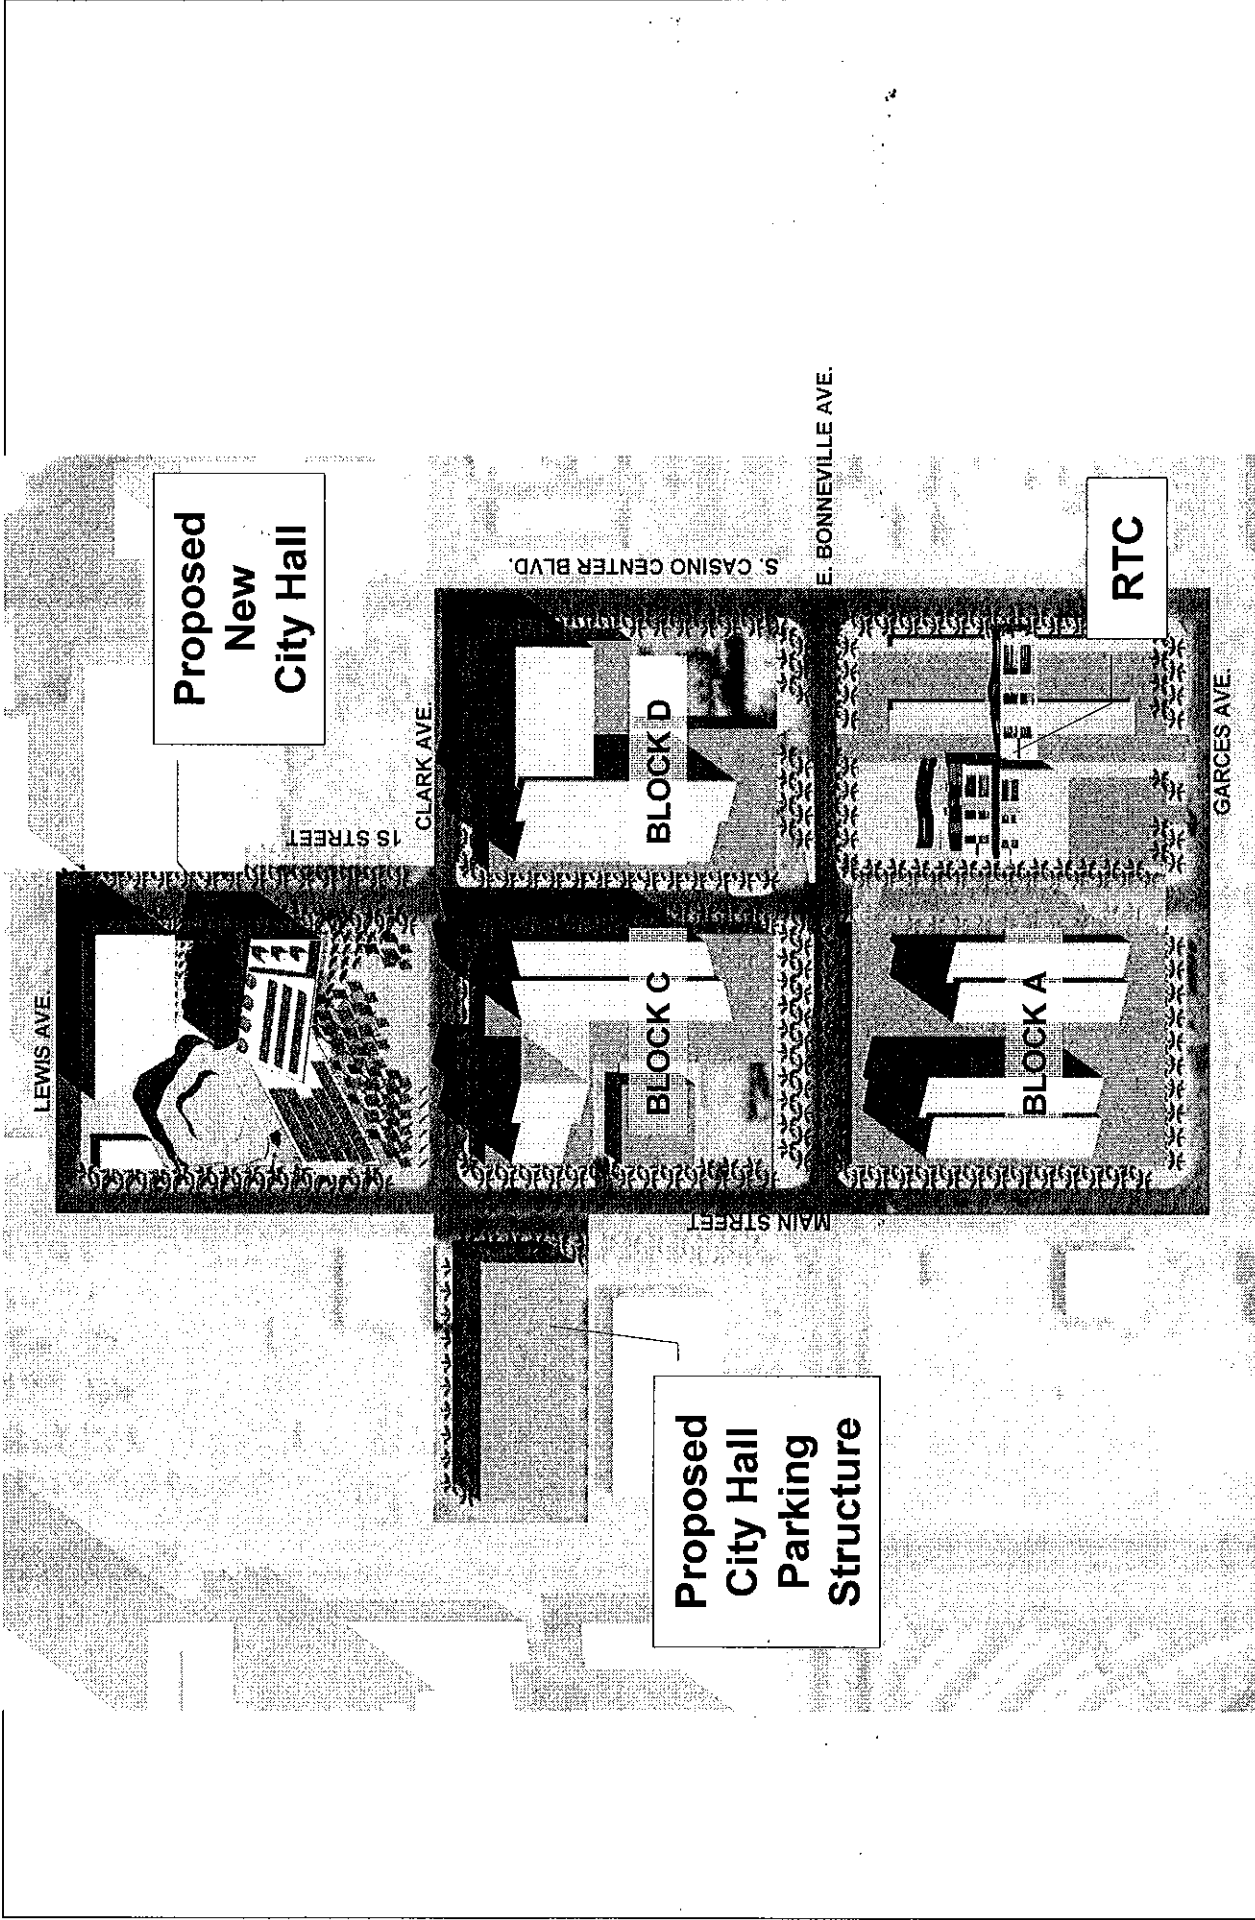 Proposed
New
City Hall
LEWIS AVE.
1S STREET
CLARK AVE.
S. CASINO CENTER BLVD.
BLOCK D
BLOCK C
MAIN STREET
E. BONNEVILLE AVE.
Proposed
City Hall
Parking
Structure
BLOCK A
RTC
GARCES AVE.